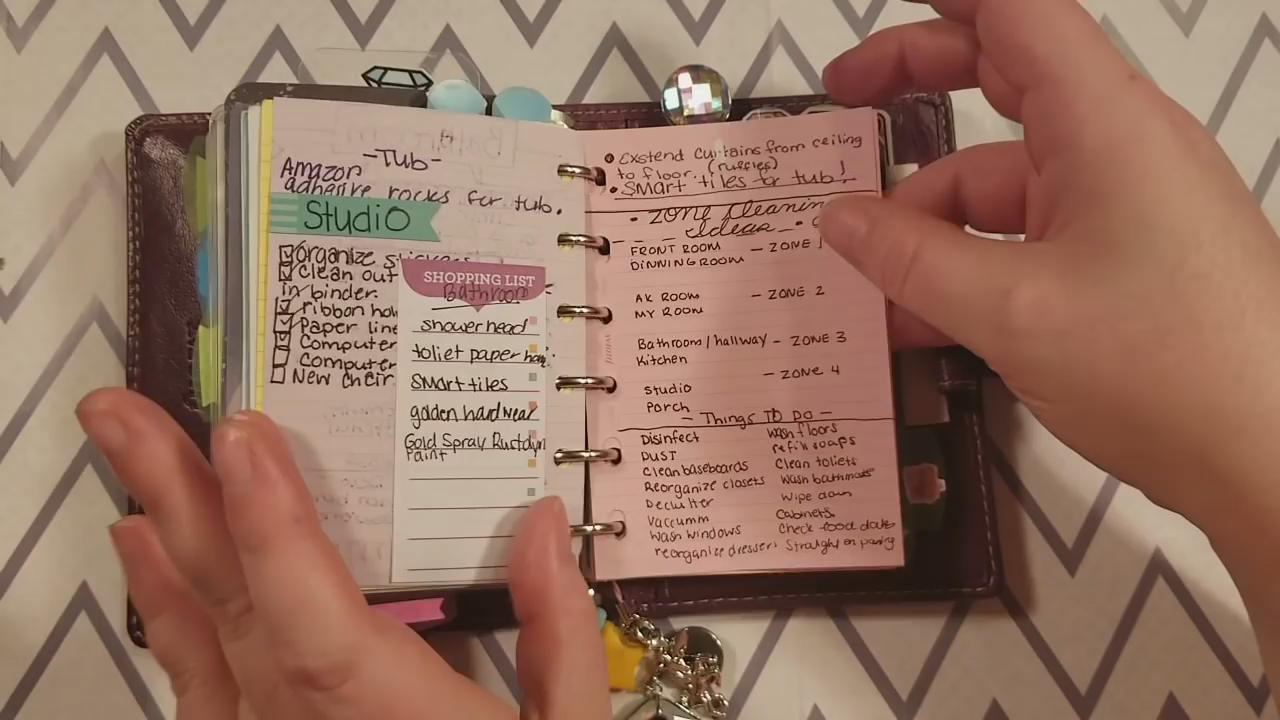 -Tub-
Amazon
adhesive rocks for tub.
Studio
organize stickers
clean out
in binder.
ribbon
Paper
Computer
Computer
New chair
SHOPPING LIST
Bathroom
shower head
toliet paper
SMart tiles
golden hardwear
Gold Spray
Paint
Exstend Curtains from ceiling
(ruffles)
to floor.
• SMart tiles for tub!
• Zone Cleaning
Ideas
FRONT ROOM — ZONE 1
DINNING ROOM
AK ROOM — ZONE 2
MY ROOM
Bathroom / hallway - ZONE 3
Kitchen
— ZONE 4
Studio
Porch
— Things To Do —
Disinfect
DUST
Clean baseboards
Reorganize closets
Declutter
Vaccumm
Wash windows
reorganize dressers
Wash floors
refill soaps
Clean toliets
Wash bathmats
Wipe down
Cabinets
Check food dates
Straighten pantry